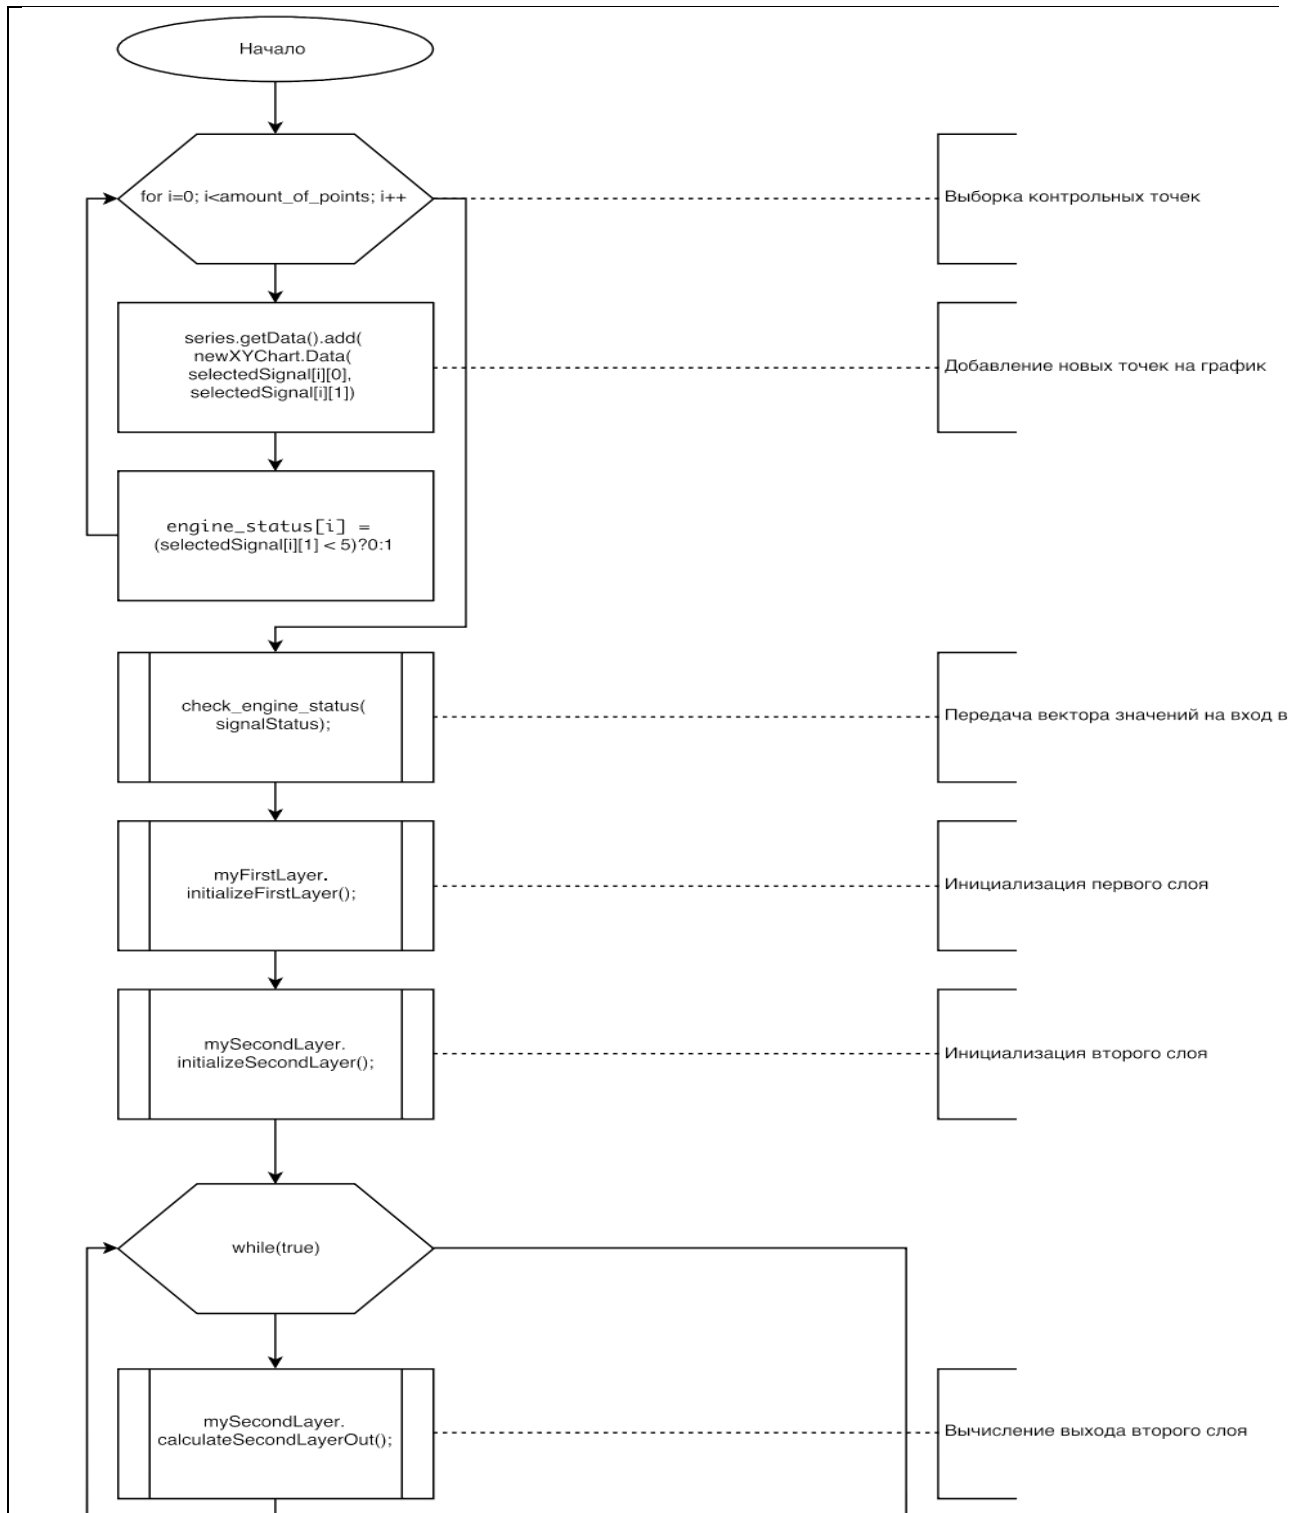 Начало
for i=0; i<amount_of_points; i++
Выборка контрольных точек
series.getData().add(
newXYChart.Data(
selectedSignal[i][0],
selectedSignal[i][1])
Добавление новых точек на график
engine_status[i] =
(selectedSignal[i][1] < 5)?0:1
check_engine_status(
signalStatus);
Передача вектора значений на вход в
myFirstLayer.
initializeFirstLayer();
Инициализация первого слоя
mySecondLayer.
initializeSecondLayer();
Инициализация второго слоя
while(true)
mySecondLayer.
calculateSecondLayerOut();
Вычисление выхода второго слоя